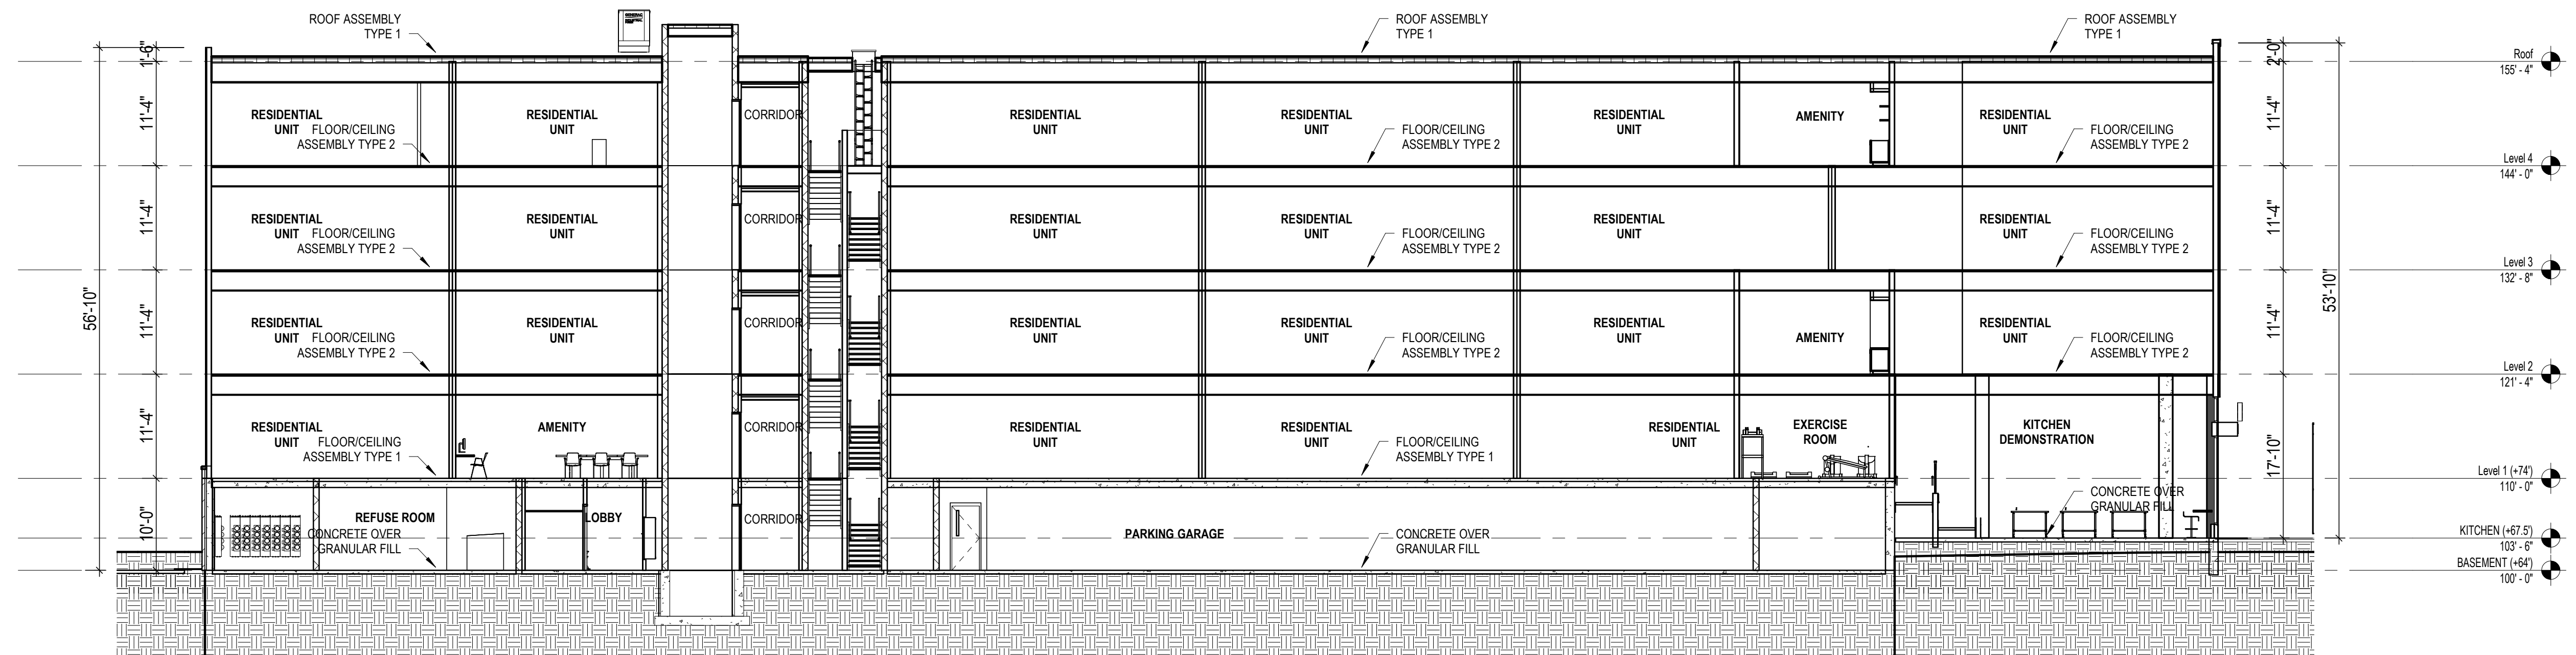 ROOF ASSEMBLY
TYPE 1
ROOF ASSEMBLY
TYPE 1
ROOF ASSEMBLY
TYPE 1
1'-6"
2'-0"
Roof
155' - 4"
RESIDENTIAL
UNIT
FLOOR/CEILING
ASSEMBLY TYPE 2
RESIDENTIAL
UNIT
CORRIDOR
RESIDENTIAL
UNIT
RESIDENTIAL
UNIT
FLOOR/CEILING
ASSEMBLY TYPE 2
RESIDENTIAL
UNIT
AMENITY
RESIDENTIAL
UNIT
FLOOR/CEILING
ASSEMBLY TYPE 2
11'-4"
11'-4"
Level 4
144' - 0"
RESIDENTIAL
UNIT
FLOOR/CEILING
ASSEMBLY TYPE 2
RESIDENTIAL
UNIT
CORRIDOR
RESIDENTIAL
UNIT
RESIDENTIAL
UNIT
FLOOR/CEILING
ASSEMBLY TYPE 2
RESIDENTIAL
UNIT
RESIDENTIAL
UNIT
FLOOR/CEILING
ASSEMBLY TYPE 2
11'-4"
11'-4"
Level 3
132' - 8"
56'-10"
53'-10"
RESIDENTIAL
UNIT
FLOOR/CEILING
ASSEMBLY TYPE 2
RESIDENTIAL
UNIT
CORRIDOR
RESIDENTIAL
UNIT
RESIDENTIAL
UNIT
FLOOR/CEILING
ASSEMBLY TYPE 2
RESIDENTIAL
UNIT
AMENITY
RESIDENTIAL
UNIT
FLOOR/CEILING
ASSEMBLY TYPE 2
11'-4"
11'-4"
Level 2
121' - 4"
RESIDENTIAL
UNIT
FLOOR/CEILING
ASSEMBLY TYPE 1
AMENITY
CORRIDOR
RESIDENTIAL
UNIT
RESIDENTIAL
UNIT
FLOOR/CEILING
ASSEMBLY TYPE 1
RESIDENTIAL
UNIT
EXERCISE
ROOM
KITCHEN
DEMONSTRATION
11'-4"
17'-10"
Level 1 (+74')
110' - 0"
10'-0"
REFUSE ROOM
CONCRETE OVER
GRANULAR FILL
LOBBY
CORRIDOR
PARKING GARAGE
CONCRETE OVER
GRANULAR FILL
CONCRETE OVER
GRANULAR FILL
KITCHEN (+67.5')
103' - 6"
BASEMENT (+64')
100' - 0"